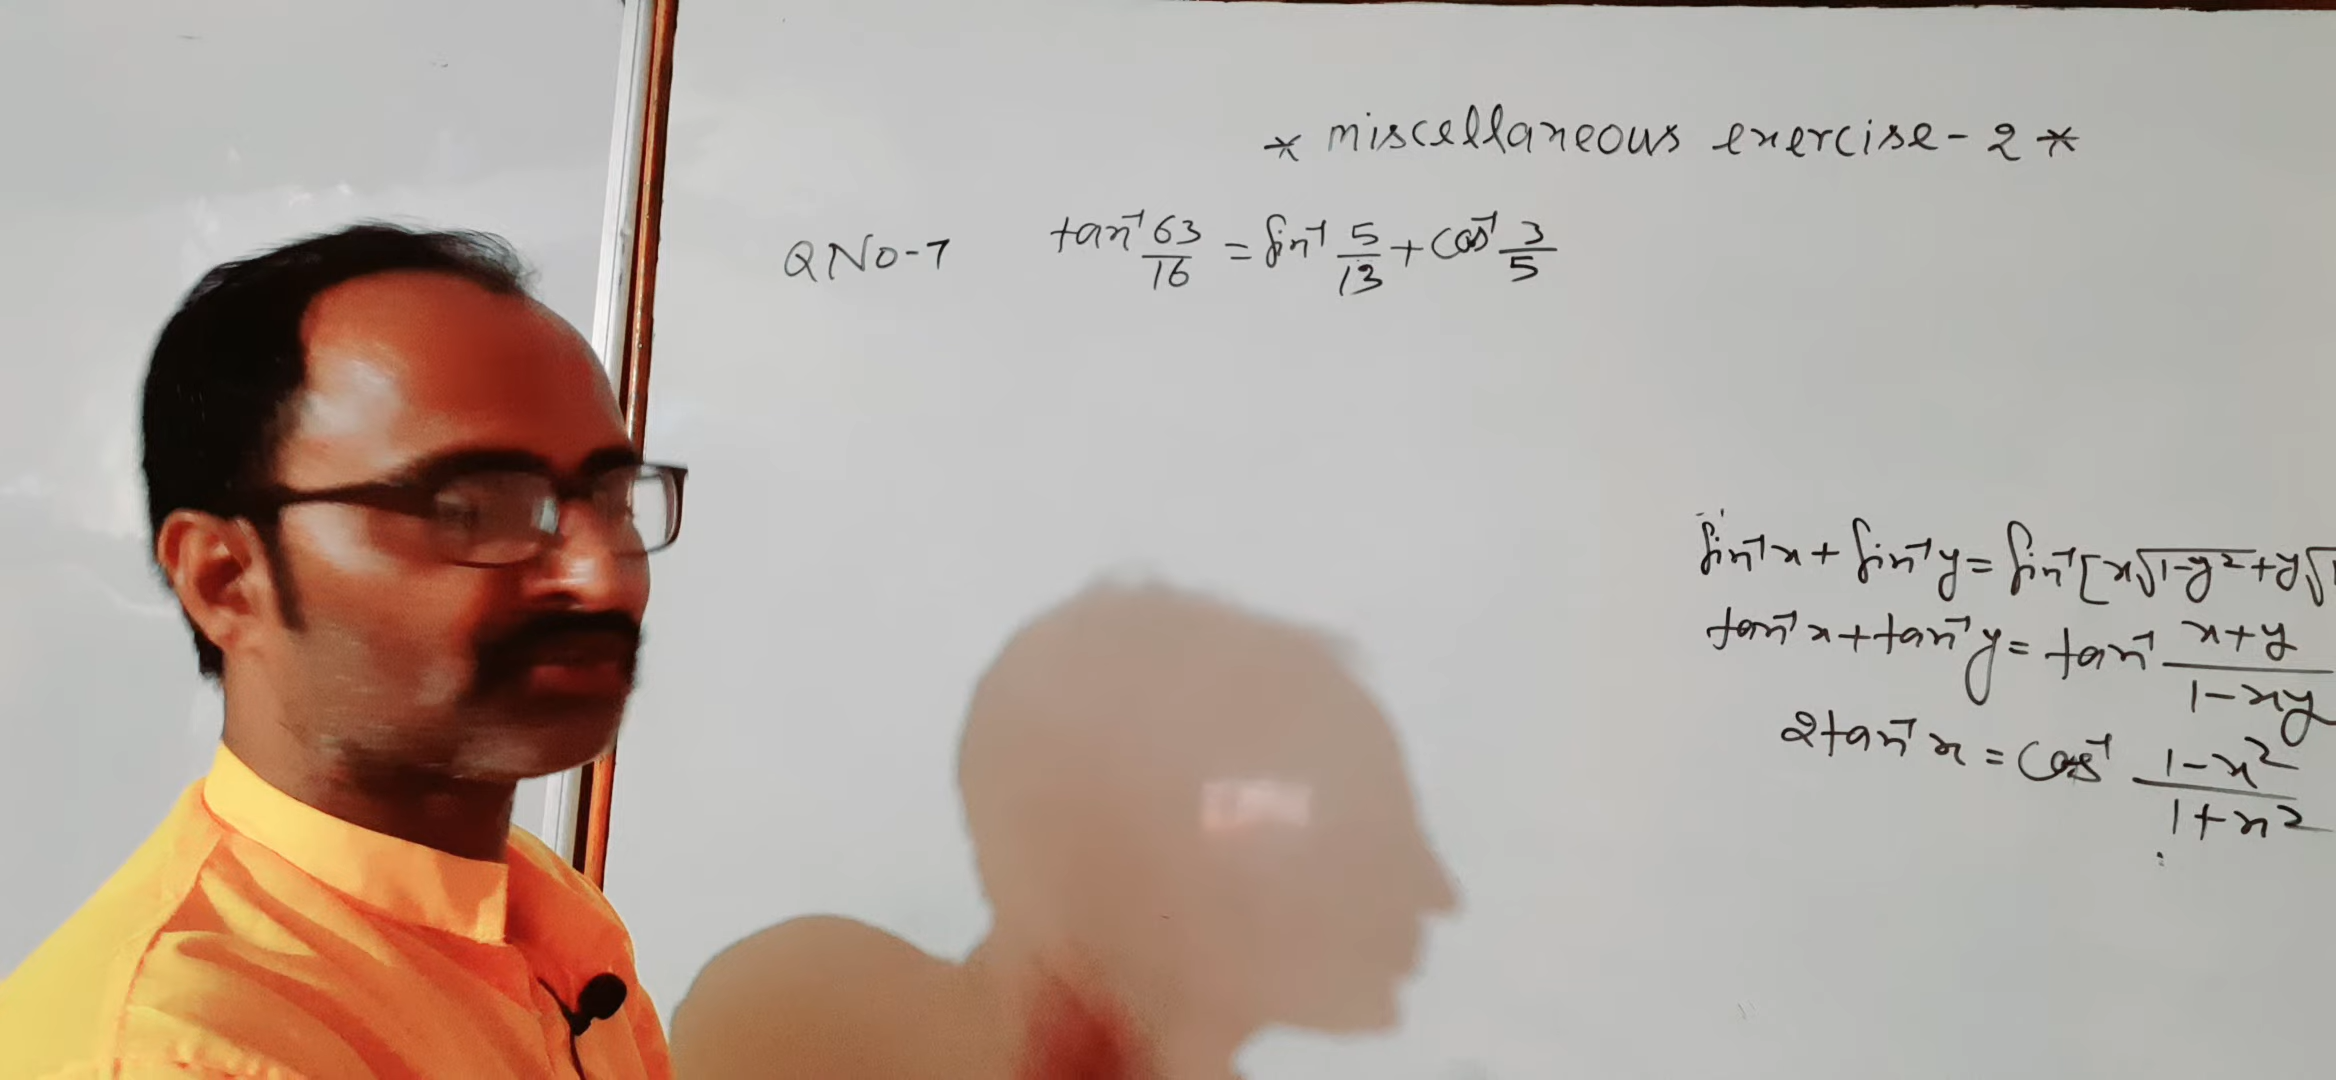 * miscellaneous exercise - 2 *
Q No-7 tan⁻¹ 63/16 = sin⁻¹ 5/13 + cos⁻¹ 3/5
sin⁻¹x + sin⁻¹y = sin⁻¹[x√1-y² + y√1
tan⁻¹x + tan⁻¹y = tan⁻¹ x+y/1-xy
2tan⁻¹x = cos⁻¹ 1-x²/1+x²